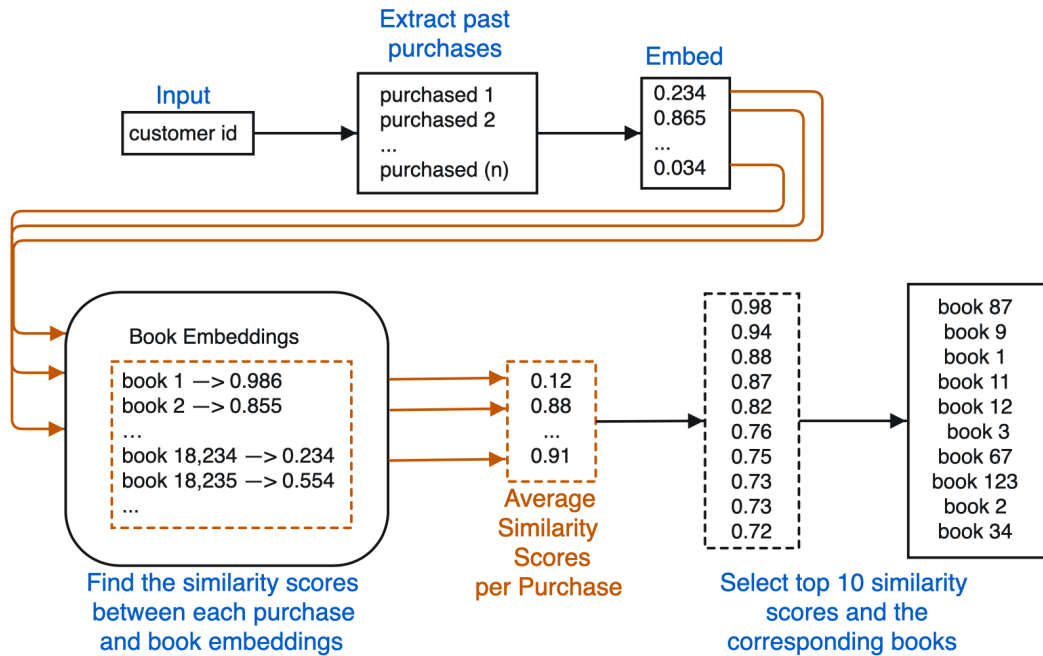 Extract past
purchases
Embed
Input
customer id
purchased 1
purchased 2
...
purchased (n)
0.234
0.865
...
0.034
Book Embeddings
book 1 —> 0.986
book 2 —> 0.855
...
book 18,234 —> 0.234
book 18,235 —> 0.554
...
Find the similarity scores
between each purchase
and book embeddings
0.12
0.88
...
0.91
Average
Similarity
Scores
per Purchase
0.98
0.94
0.88
0.87
0.82
0.76
0.75
0.73
0.73
0.72
book 87
book 9
book 1
book 11
book 12
book 3
book 67
book 123
book 2
book 34
Select top 10 similarity
scores and the
corresponding books